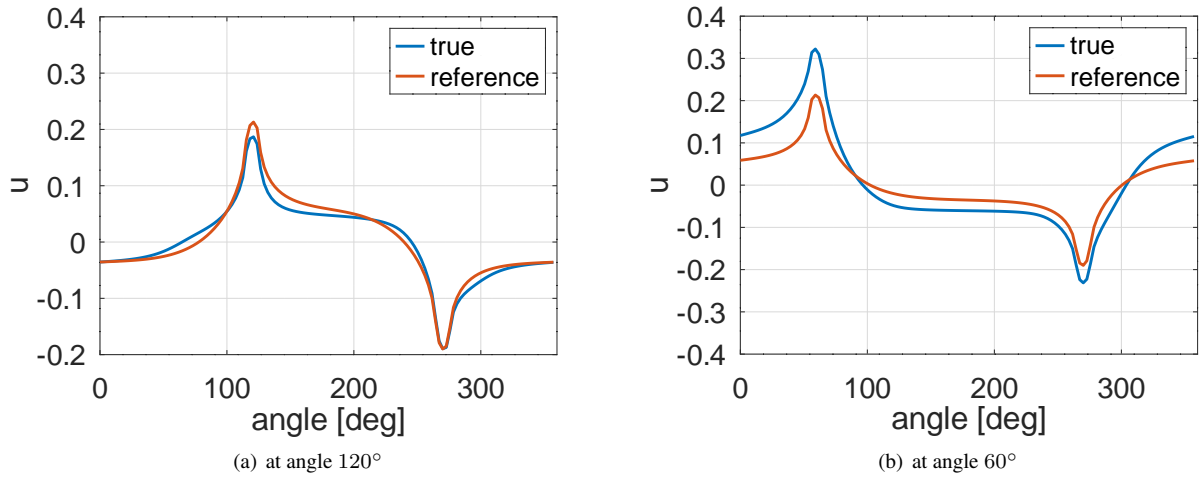 0.4
0.3
0.2
0.1
0
-0.1
-0.2
u
0
100
200
300
angle [deg]
true
reference
(a) at angle 120°
0.4
0.3
0.2
0.1
0
-0.1
-0.2
-0.3
-0.4
u
0
100
200
300
angle [deg]
true
reference
(b) at angle 60°